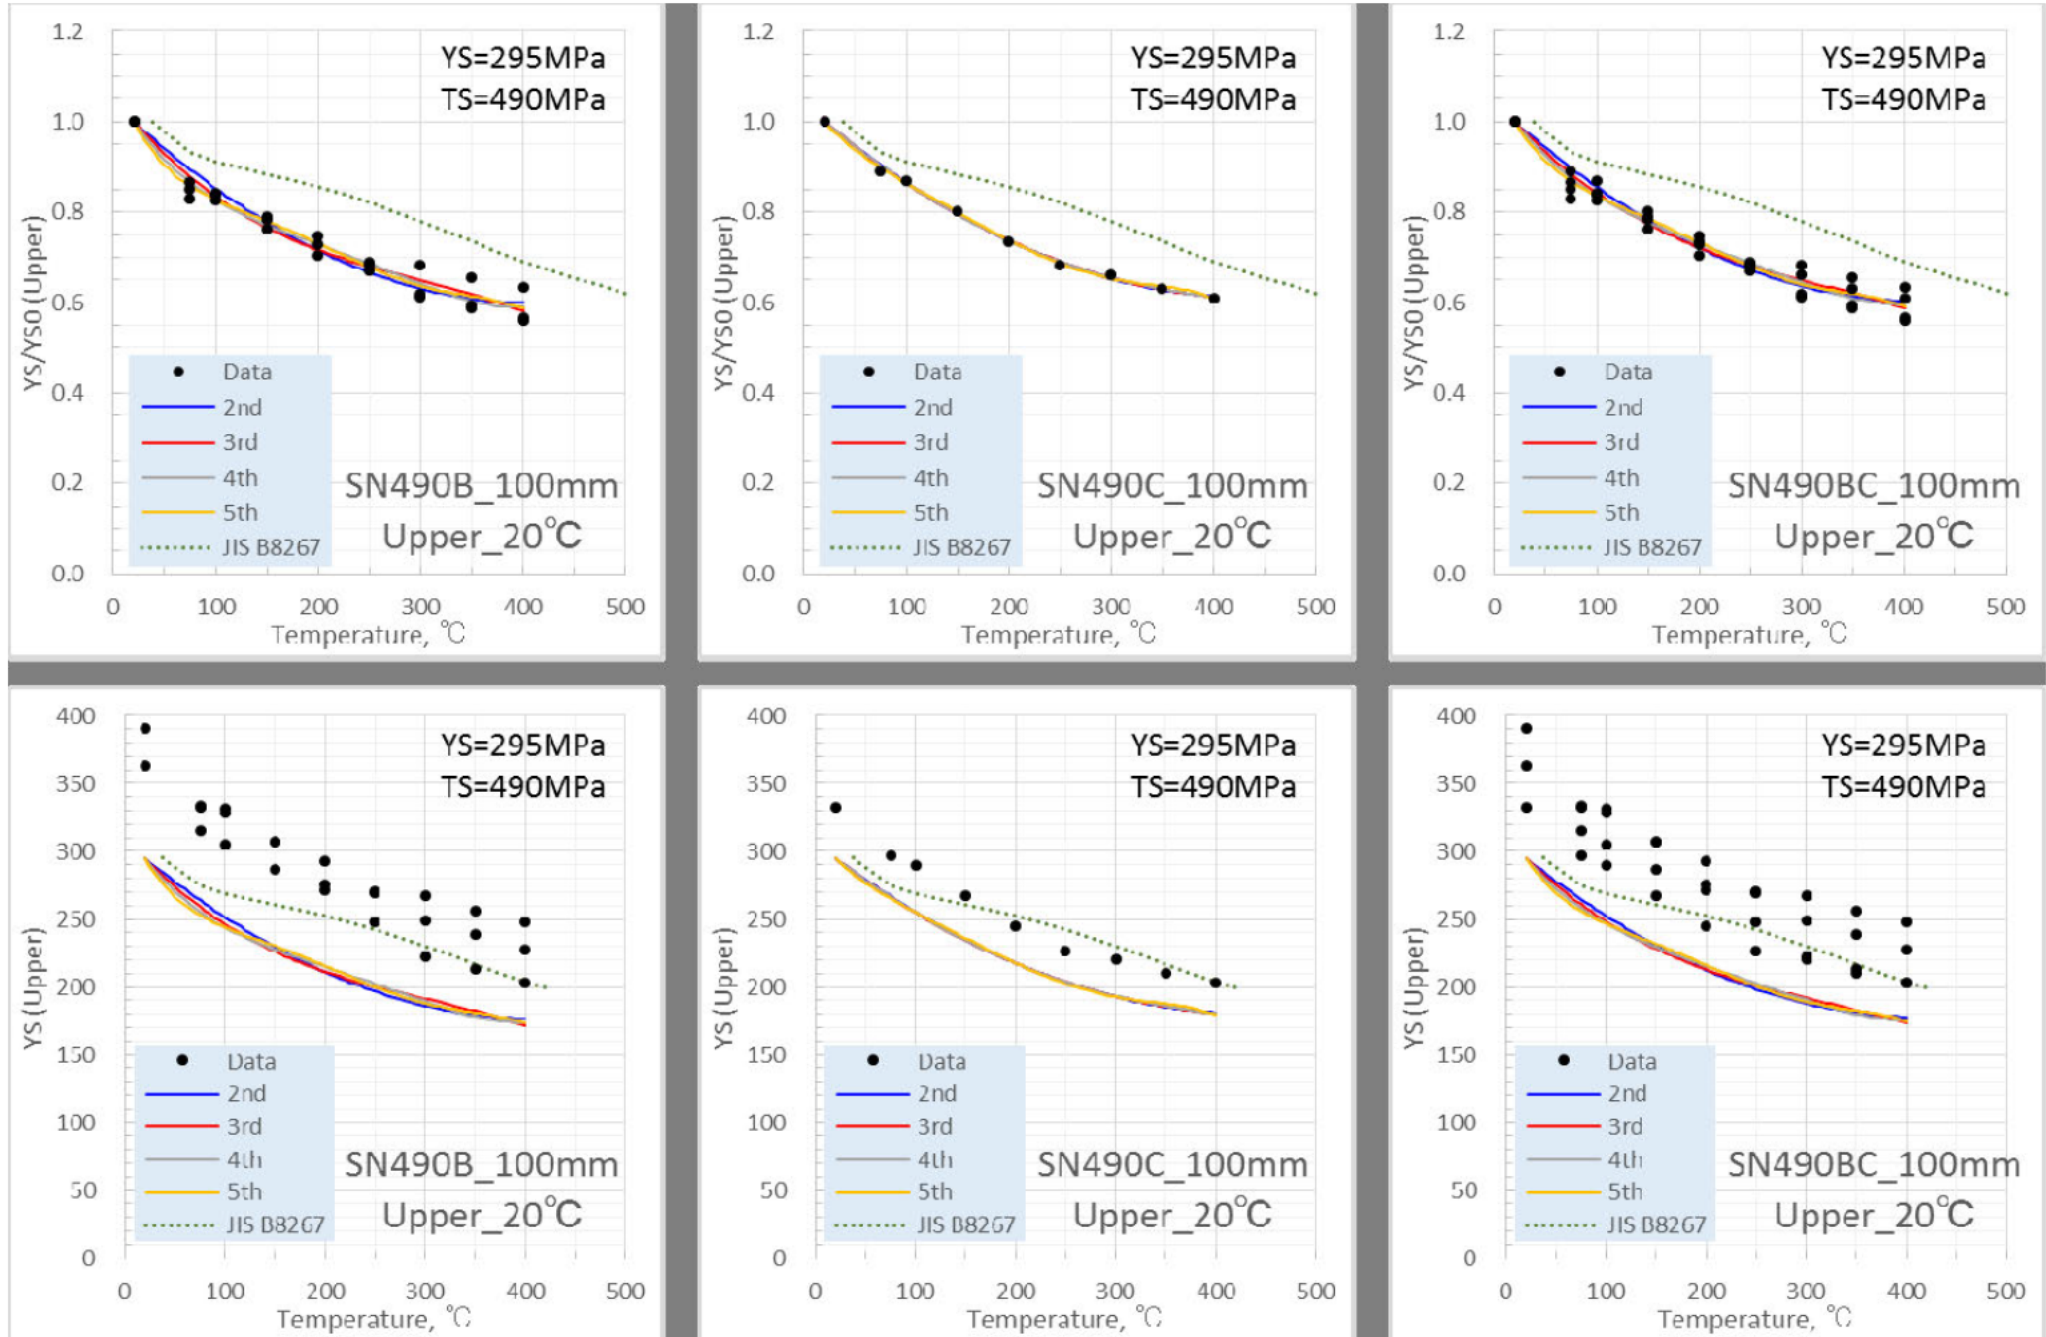 YS/YS0 (Upper)
1.2
1.0
0.8
0.6
0.4
0.2
0.0
YS=295MPa
TS=490MPa
Data
2nd
3rd
4th
5th
JIS B8267
SN490B_100mm
Upper_20℃
0 100 200 300 400 500
Temperature, ℃
YS/YS0 (Upper)
1.2
1.0
0.8
0.6
0.4
0.2
0.0
YS=295MPa
TS=490MPa
Data
2nd
3rd
4th
5th
JIS B8267
SN490C_100mm
Upper_20℃
0 100 200 300 400 500
Temperature, ℃
YS/YS0 (Upper)
1.2
1.0
0.8
0.6
0.4
0.2
0.0
YS=295MPa
TS=490MPa
Data
2nd
3rd
4th
5th
JIS B8267
SN490BC_100mm
Upper_20℃
0 100 200 300 400 500
Temperature, ℃
YS (Upper)
400
350
300
250
200
150
100
50
0
YS=295MPa
TS=490MPa
Data
2nd
3rd
4th
5th
JIS B8267
SN490B_100mm
Upper_20℃
0 100 200 300 400 500
Temperature, ℃
YS (Upper)
400
350
300
250
200
150
100
50
0
YS=295MPa
TS=490MPa
Data
2nd
3rd
4th
5th
JIS B8267
SN490C_100mm
Upper_20℃
0 100 200 300 400 500
Temperature, ℃
YS (Upper)
400
350
300
250
200
150
100
50
0
YS=295MPa
TS=490MPa
Data
2nd
3rd
4th
5th
JIS B8267
SN490BC_100mm
Upper_20℃
0 100 200 300 400 500
Temperature, ℃